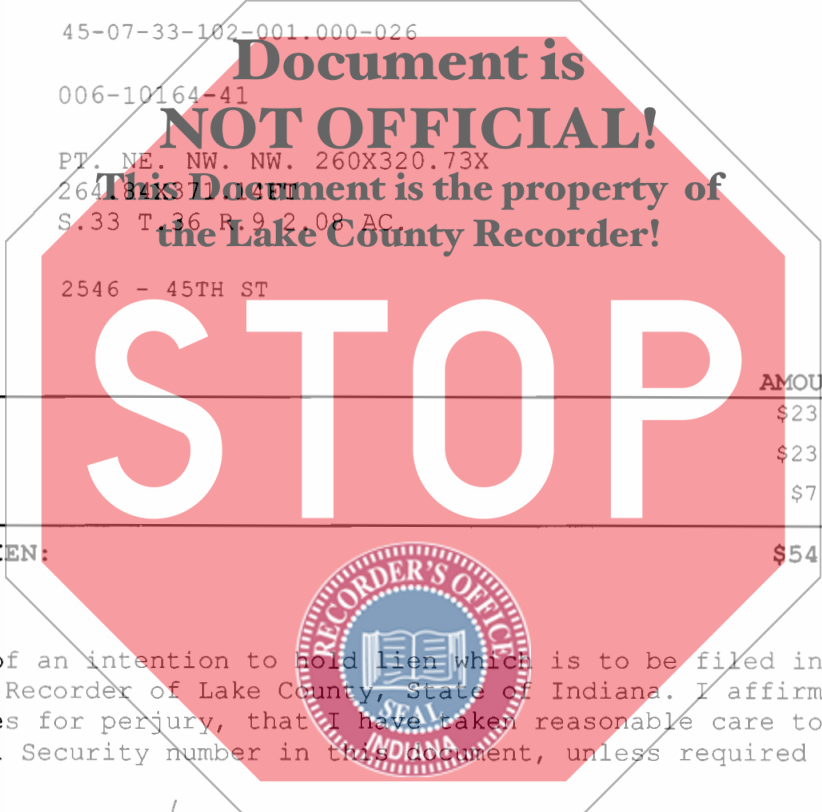 45-07-33-102-001.000-026
Document is
006-10164-41
NOT OFFICIAL!
PT. NE. NW. NW. 260X320.73X
This Document is the property of
264.84X371.14FT
S.33 T.36 R.9 2.08 AC.
the Lake County Recorder!
2546 - 45TH ST
STOP
AMOU
$23
$23
$7
EN:
$54
RECORDER'S OFFICE
SEAL
INDIANA
of an intention to hold lien which is to be filed in
Recorder of Lake County, State of Indiana. I affirm
s for perjury, that I have taken reasonable care to
Security number in this document, unless required